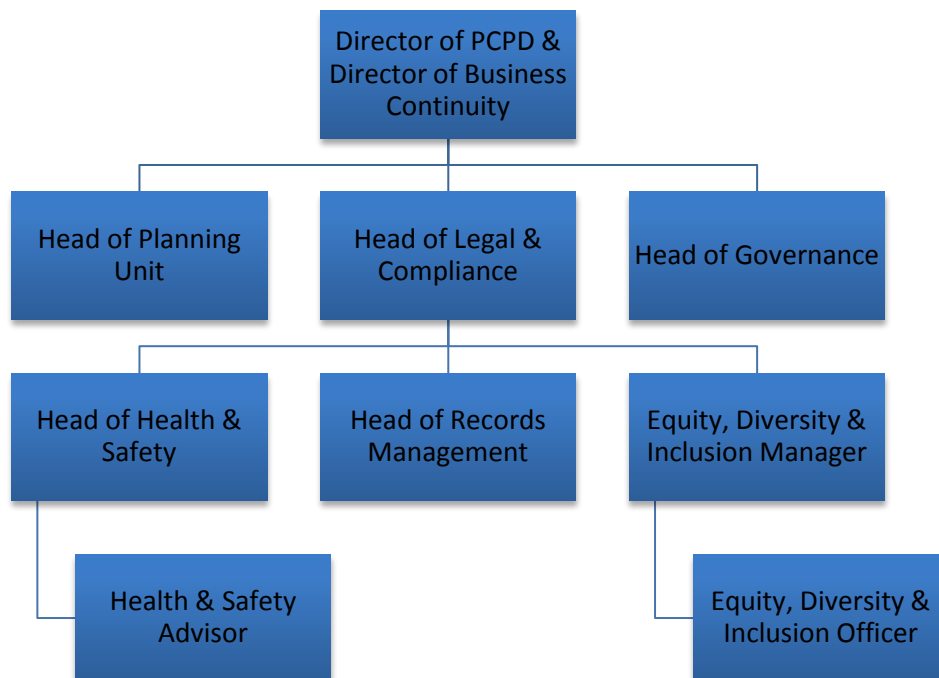 Director of PCPD &
Director of Business
Continuity
Head of Planning
Unit
Head of Legal &
Compliance
Head of Governance
Head of Health &
Safety
Head of Records
Management
Equity, Diversity &
Inclusion Manager
Health & Safety
Advisor
Equity, Diversity &
Inclusion Officer